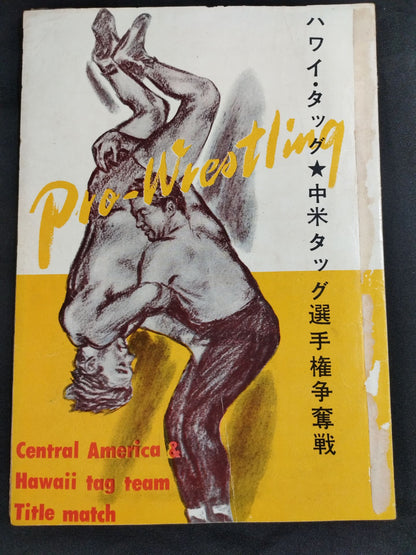 ハワイ・タッグ★中米タッグ選手権争奪戦
Pro-Wrestling
Central America &
Hawaii tag team
Title match